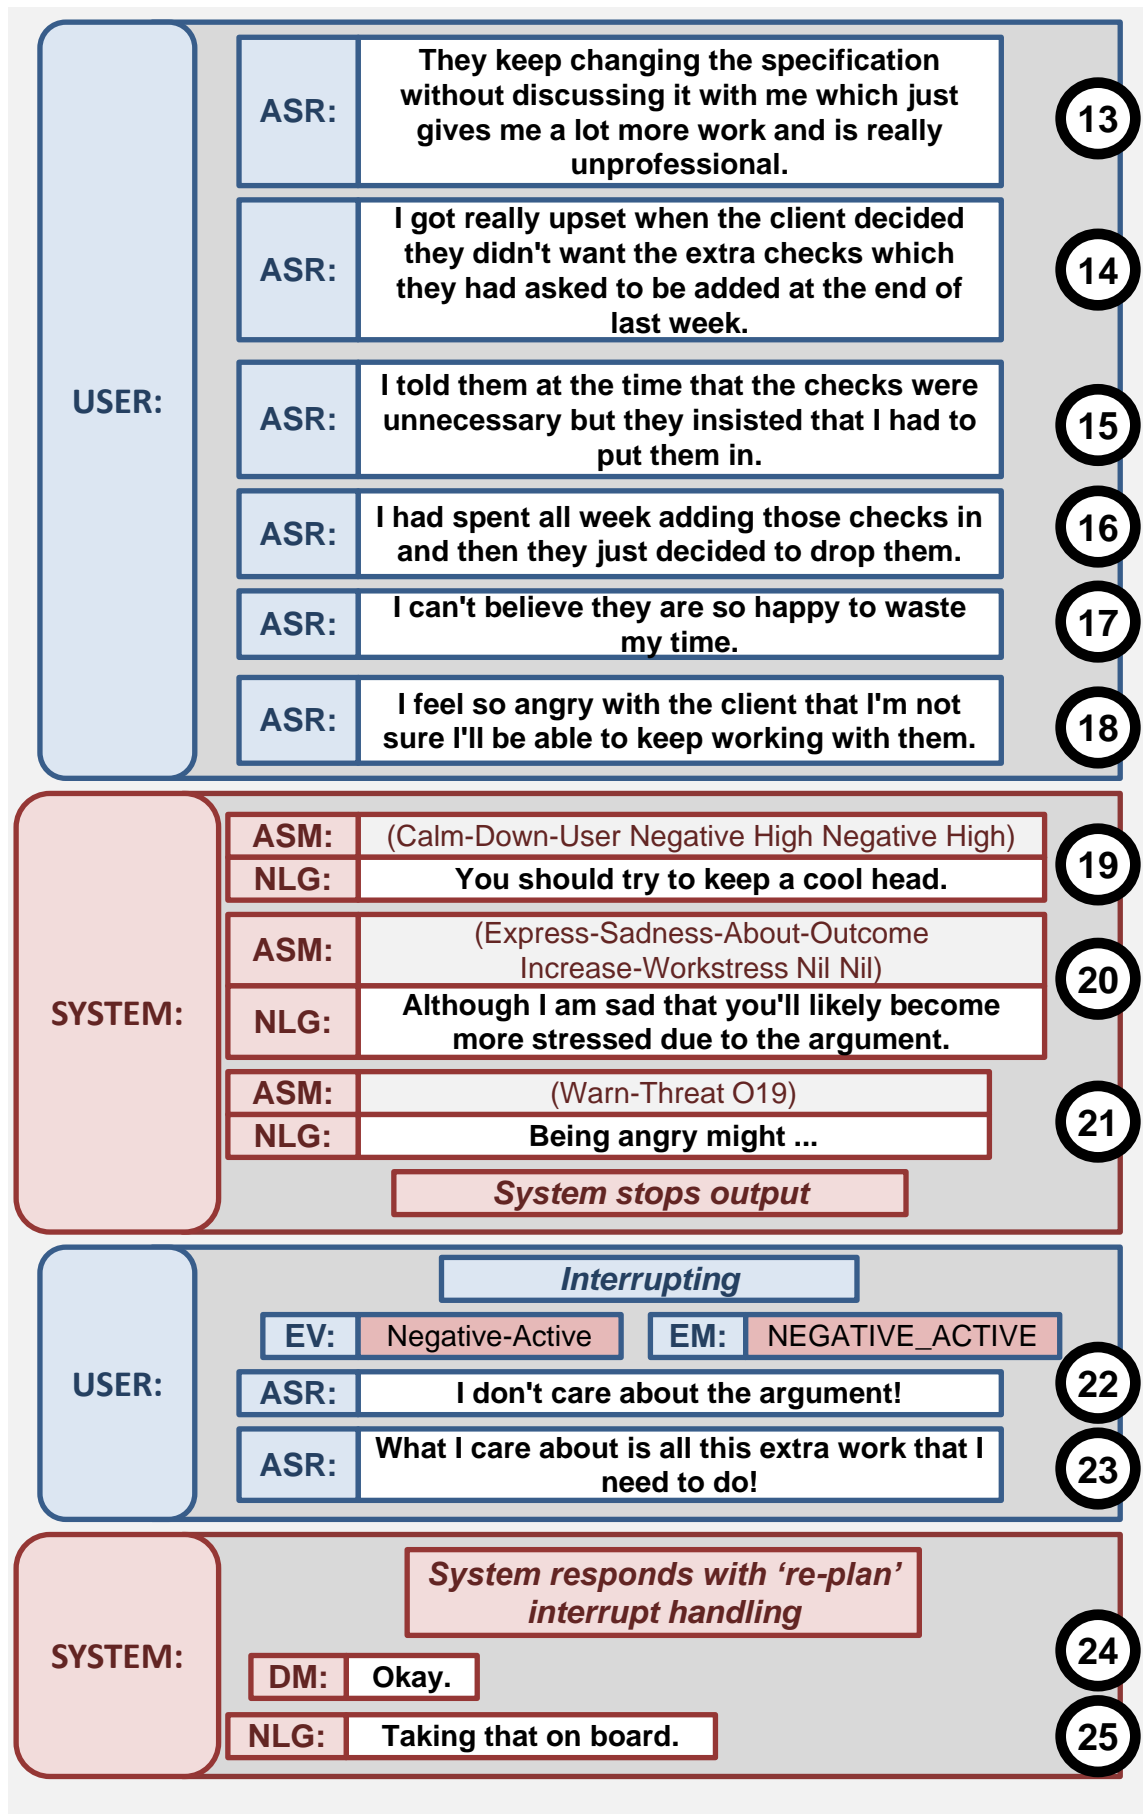 USER:
ASR:
They keep changing the specification
without discussing it with me which just
gives me a lot more work and is really
unprofessional.
13
ASR:
I got really upset when the client decided
they didn't want the extra checks which
they had asked to be added at the end of
last week.
14
ASR:
I told them at the time that the checks were
unnecessary but they insisted that I had to
put them in.
15
ASR:
I had spent all week adding those checks in
and then they just decided to drop them.
16
ASR:
I can't believe they are so happy to waste
my time.
17
ASR:
I feel so angry with the client that I'm not
sure I'll be able to keep working with them.
18
SYSTEM:
ASM:
(Calm-Down-User Negative High Negative High)
NLG:
You should try to keep a cool head.
19
ASM:
(Express-Sadness-About-Outcome
Increase-Workstress Nil Nil)
NLG:
Although I am sad that you'll likely become
more stressed due to the argument.
20
ASM:
(Warn-Threat O19)
NLG:
Being angry might ...
21
System stops output
USER:
Interrupting
EV:
Negative-Active
EM:
NEGATIVE_ACTIVE
ASR:
I don't care about the argument!
22
ASR:
What I care about is all this extra work that I
need to do!
23
SYSTEM:
System responds with ‘re-plan’
interrupt handling
DM:
Okay.
24
NLG:
Taking that on board.
25